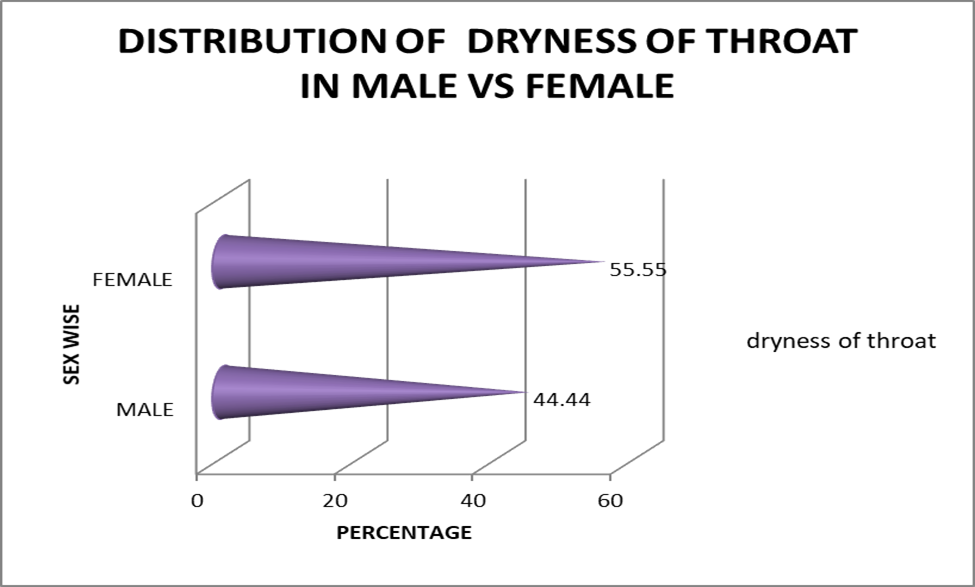 DISTRIBUTION OF DRYNESS OF THROAT
IN MALE VS FEMALE
FEMALE
55.55
SEX WISE
dryness of throat
MALE
44.44
0 20 40 60
PERCENTAGE